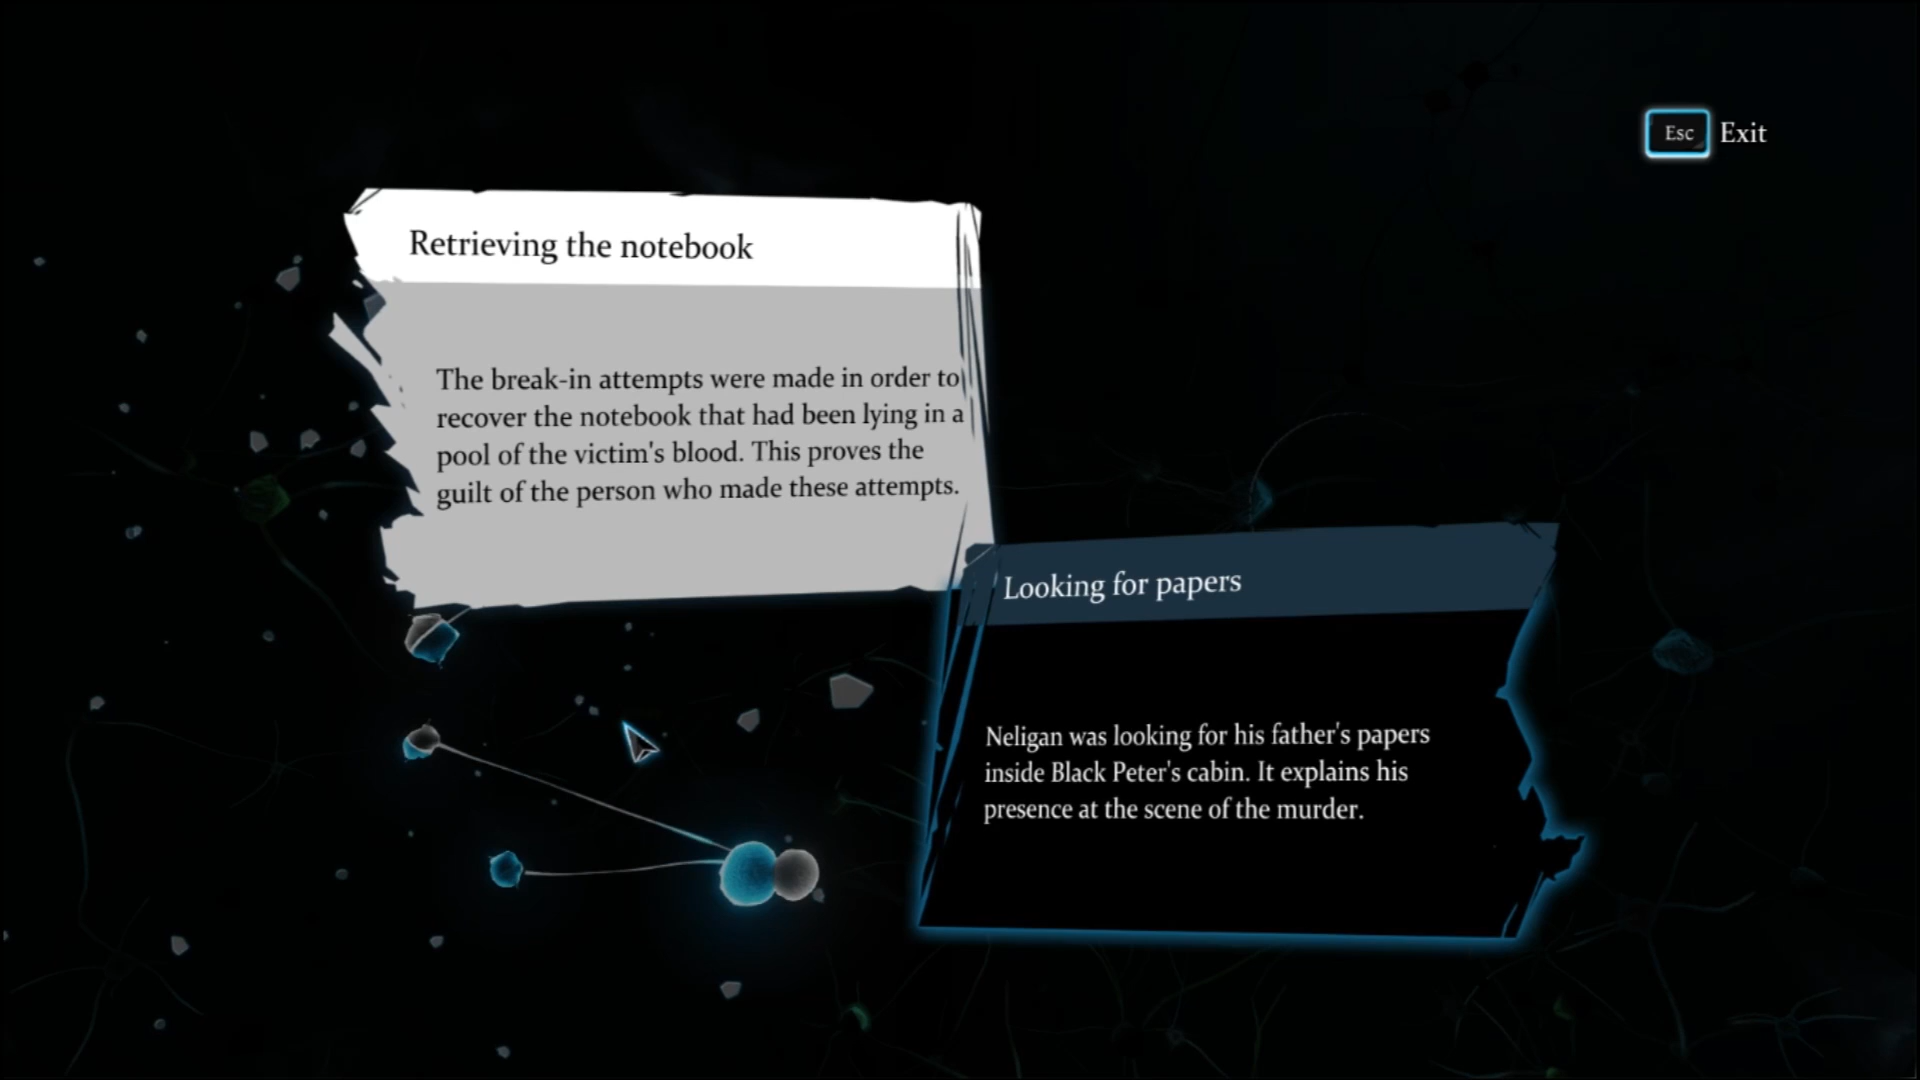 Esc Exit
Retrieving the notebook
The break-in attempts were made in order to
recover the notebook that had been lying in a
pool of the victim's blood. This proves the
guilt of the person who made these attempts.
Looking for papers
Neligan was looking for his father's papers
inside Black Peter's cabin. It explains his
presence at the scene of the murder.